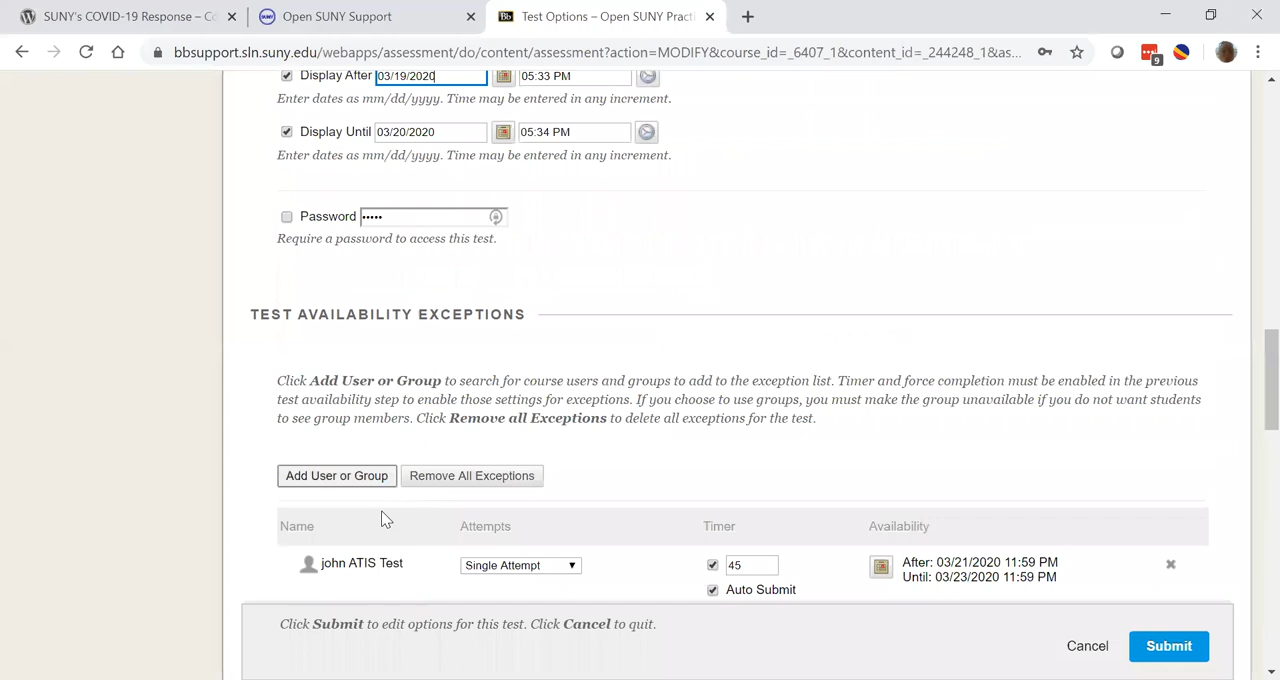 SUNY's COVID-19 Response – Co
Open SUNY Support
Bb Test Options – Open SUNY Practi
bbsupport.sln.suny.edu/webapps/assessment/do/content/assessment?action=MODIFY&course_id=_6407_1&content_id=_244248_1&as...
9
Display After 03/19/2020 05:33 PM
Enter dates as mm/dd/yyyy. Time may be entered in any increment.
Display Until 03/20/2020 05:34 PM
Enter dates as mm/dd/yyyy. Time may be entered in any increment.
Password •••••
Require a password to access this test.
TEST AVAILABILITY EXCEPTIONS
Click Add User or Group to search for course users and groups to add to the exception list. Timer and force completion must be enabled in the previous
test availability step to enable those settings for exceptions. If you choose to use groups, you must make the group unavailable if you do not want students
to see group members. Click Remove all Exceptions to delete all exceptions for the test.
Add User or Group Remove All Exceptions
Name Attempts Timer Availability
john ATIS Test Single Attempt 45 After: 03/21/2020 11:59 PM
Until: 03/23/2020 11:59 PM
Auto Submit
Click Submit to edit options for this test. Click Cancel to quit.
Cancel Submit